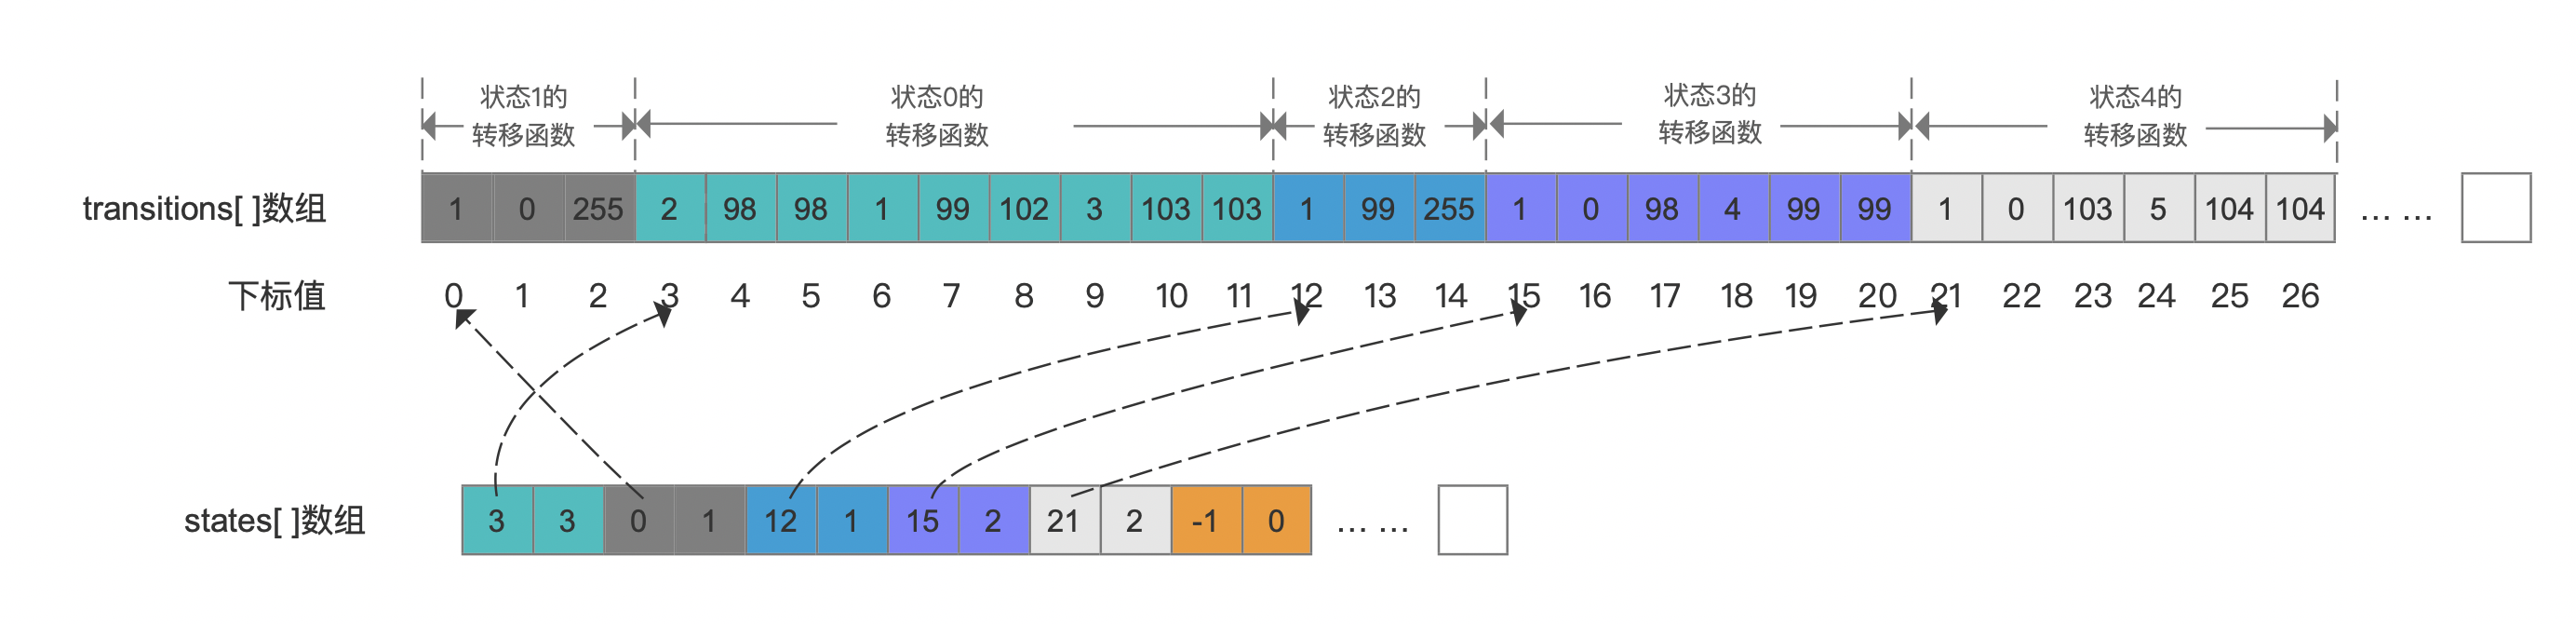 状态1的
转移函数
状态0的
转移函数
状态2的
转移函数
状态3的
转移函数
状态4的
转移函数
transitions[ ]数组 1 0 255 2 98 98 1 99 102 3 103 103 1 99 255 1 0 98 4 99 99 1 0 103 5 104 104 ... ...
下标值 0 1 2 3 4 5 6 7 8 9 10 11 12 13 14 15 16 17 18 19 20 21 22 23 24 25 26
states[ ]数组 3 3 0 1 12 1 15 2 21 2 -1 0 ... ...